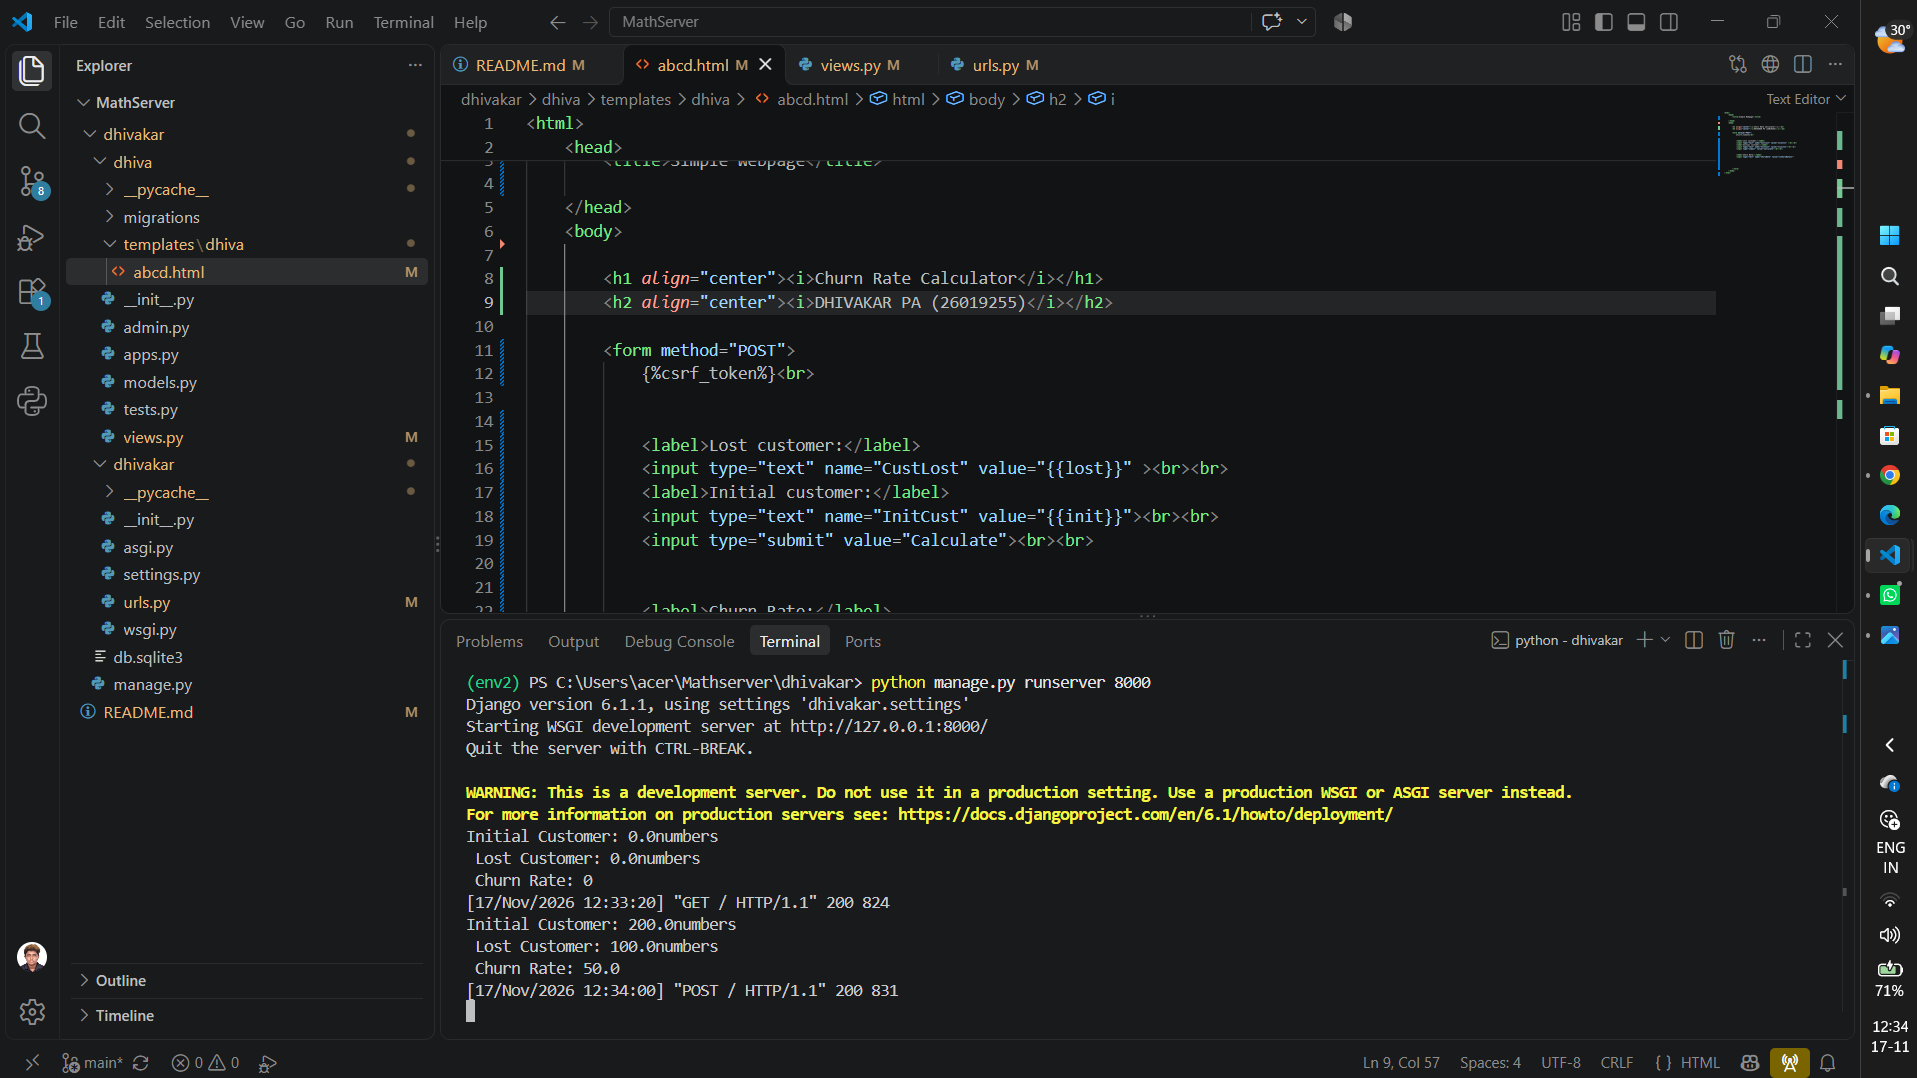 File Edit Selection View Go Run Terminal Help
MathServer
30°
Explorer
MathServer
dhivakar
dhiva
__pycache__
migrations
templates\dhiva
abcd.html M
__init__.py
admin.py
apps.py
models.py
tests.py
views.py M
dhivakar
__pycache__
__init__.py
asgi.py
settings.py
urls.py M
wsgi.py
db.sqlite3
manage.py
README.md M
Outline
Timeline
8
1
README.md M
abcd.html M
views.py M
urls.py M
dhivakar > dhiva > templates > dhiva > abcd.html > html > body > h2 > i
Text Editor
1 <html>
2 <head>
3 <title>Simple Webpage</title>
4
5 </head>
6 <body>
7
8 <h1 align="center"><i>Churn Rate Calculator</i></h1>
9 <h2 align="center"><i>DHIVAKAR PA (26019255)</i></h2>
10
11 <form method="POST">
12 {%csrf_token%}<br>
13
14
15 <label>Lost customer:</label>
16 <input type="text" name="CustLost" value="{{lost}}" ><br><br>
17 <label>Initial customer:</label>
18 <input type="text" name="InitCust" value="{{init}}"><br><br>
19 <input type="submit" value="Calculate"><br><br>
20
21
22 <label>Churn Rate:</label>
Problems Output Debug Console Terminal Ports
python - dhivakar
(env2) PS C:\Users\acer\Mathserver\dhivakar> python manage.py runserver 8000
Django version 6.1.1, using settings 'dhivakar.settings'
Starting WSGI development server at http://127.0.0.1:8000/
Quit the server with CTRL-BREAK.
WARNING: This is a development server. Do not use it in a production setting. Use a production WSGI or ASGI server instead.
For more information on production servers see: https://docs.djangoproject.com/en/6.1/howto/deployment/
Initial Customer: 0.0numbers
Lost Customer: 0.0numbers
Churn Rate: 0
[17/Nov/2026 12:33:20] "GET / HTTP/1.1" 200 824
Initial Customer: 200.0numbers
Lost Customer: 100.0numbers
Churn Rate: 50.0
[17/Nov/2026 12:34:00] "POST / HTTP/1.1" 200 831
main* 0 0
Ln 9, Col 57 Spaces: 4 UTF-8 CRLF {} HTML
ENG
IN
71%
12:34
17-11